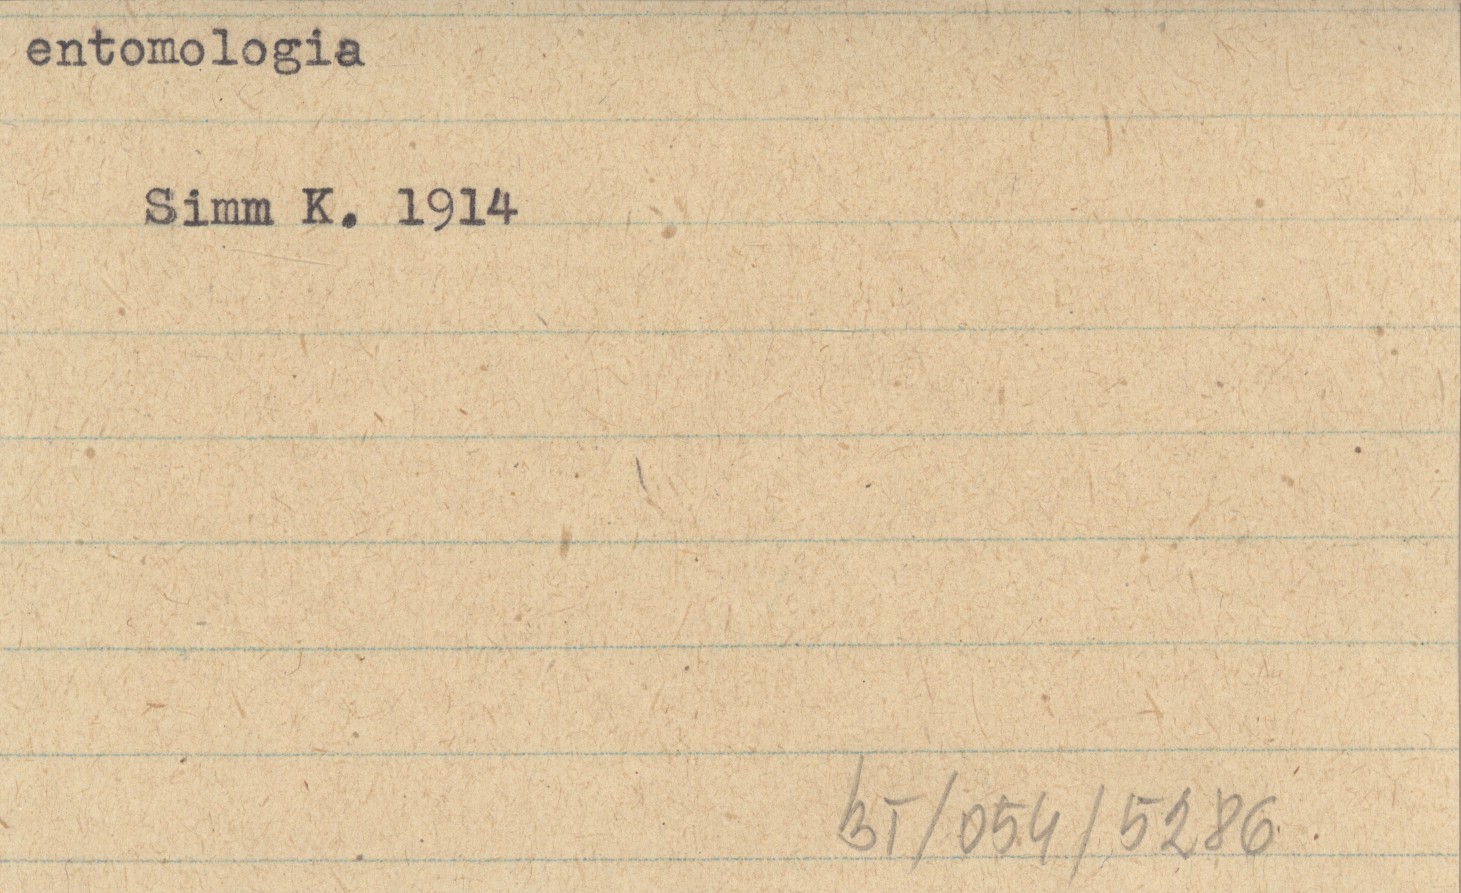 entomologia
Simm K. 1914
BT/054/5286